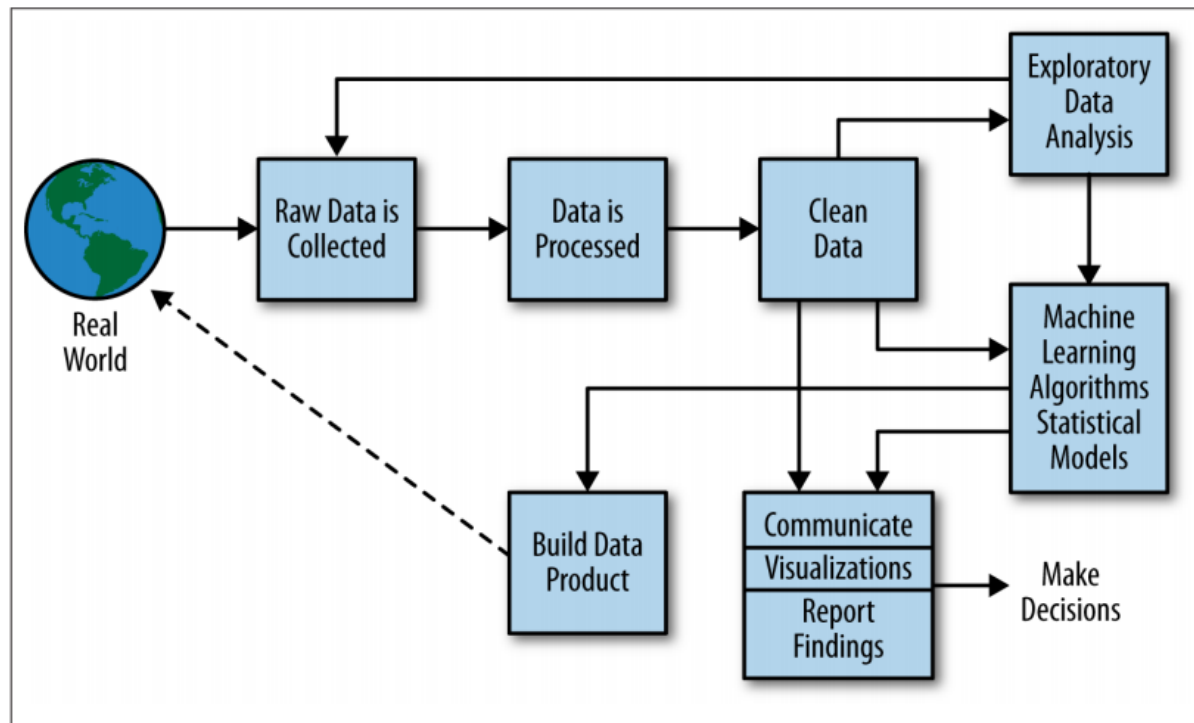 Exploratory
Data
Analysis
Raw Data is
Collected
Data is
Processed
Clean
Data
Real
World
Machine
Learning
Algorithms
Statistical
Models
Build Data
Product
Communicate
Visualizations
Report
Findings
Make
Decisions